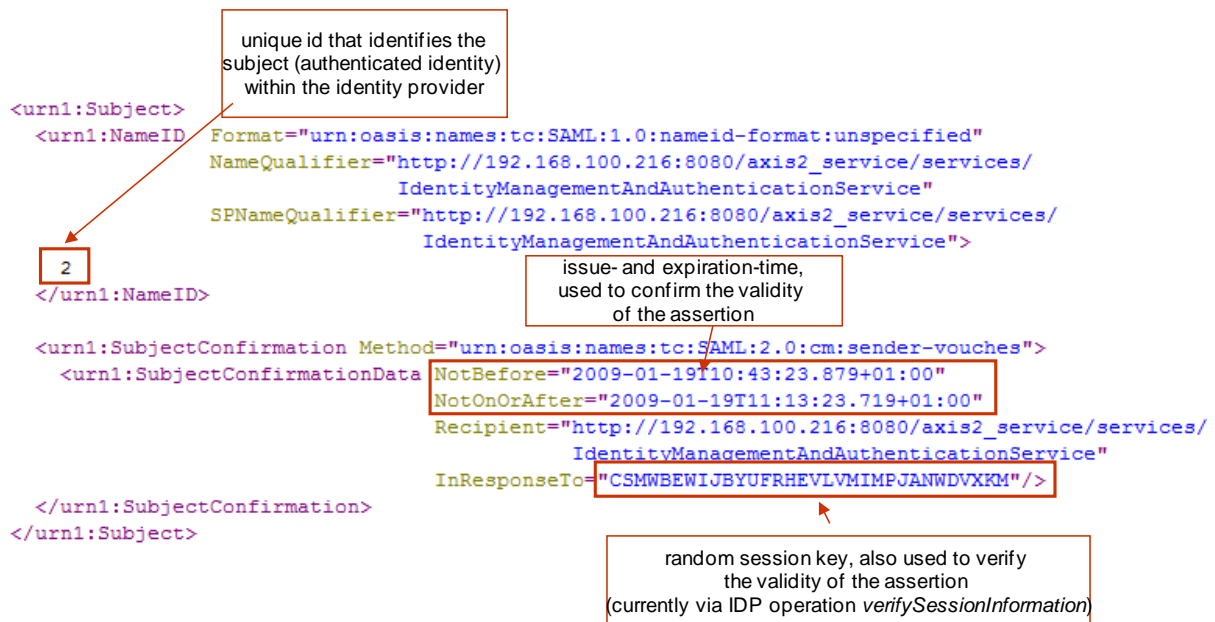 unique id that identifies the
subject (authenticated identity)
within the identity provider
<urn1:Subject>
<urn1:NameID Format="urn:oasis:names:tc:SAML:1.0:nameid-format:unspecified"
NameQualifier="http://192.168.100.216:8080/axis2_service/services/
IdentityManagementAndAuthenticationService"
SPNameQualifier="http://192.168.100.216:8080/axis2_service/services/
IdentityManagementAndAuthenticationService">
2
</urn1:NameID>
issue- and expiration-time,
used to confirm the validity
of the assertion
<urn1:SubjectConfirmation Method="urn:oasis:names:tc:SAML:2.0:cm:sender-vouches">
<urn1:SubjectConfirmationData NotBefore="2009-01-19T10:43:23.879+01:00"
NotOnOrAfter="2009-01-19T11:13:23.719+01:00"
Recipient="http://192.168.100.216:8080/axis2_service/services/
IdentityManagementAndAuthenticationService"
InResponseTo="CSMWBEWIJBYUFRHEVLVMIMPJANWDVXKM"/>
</urn1:SubjectConfirmation>
</urn1:Subject>
random session key, also used to verify
the validity of the assertion
(currently via IDP operation verifySessionInformation)